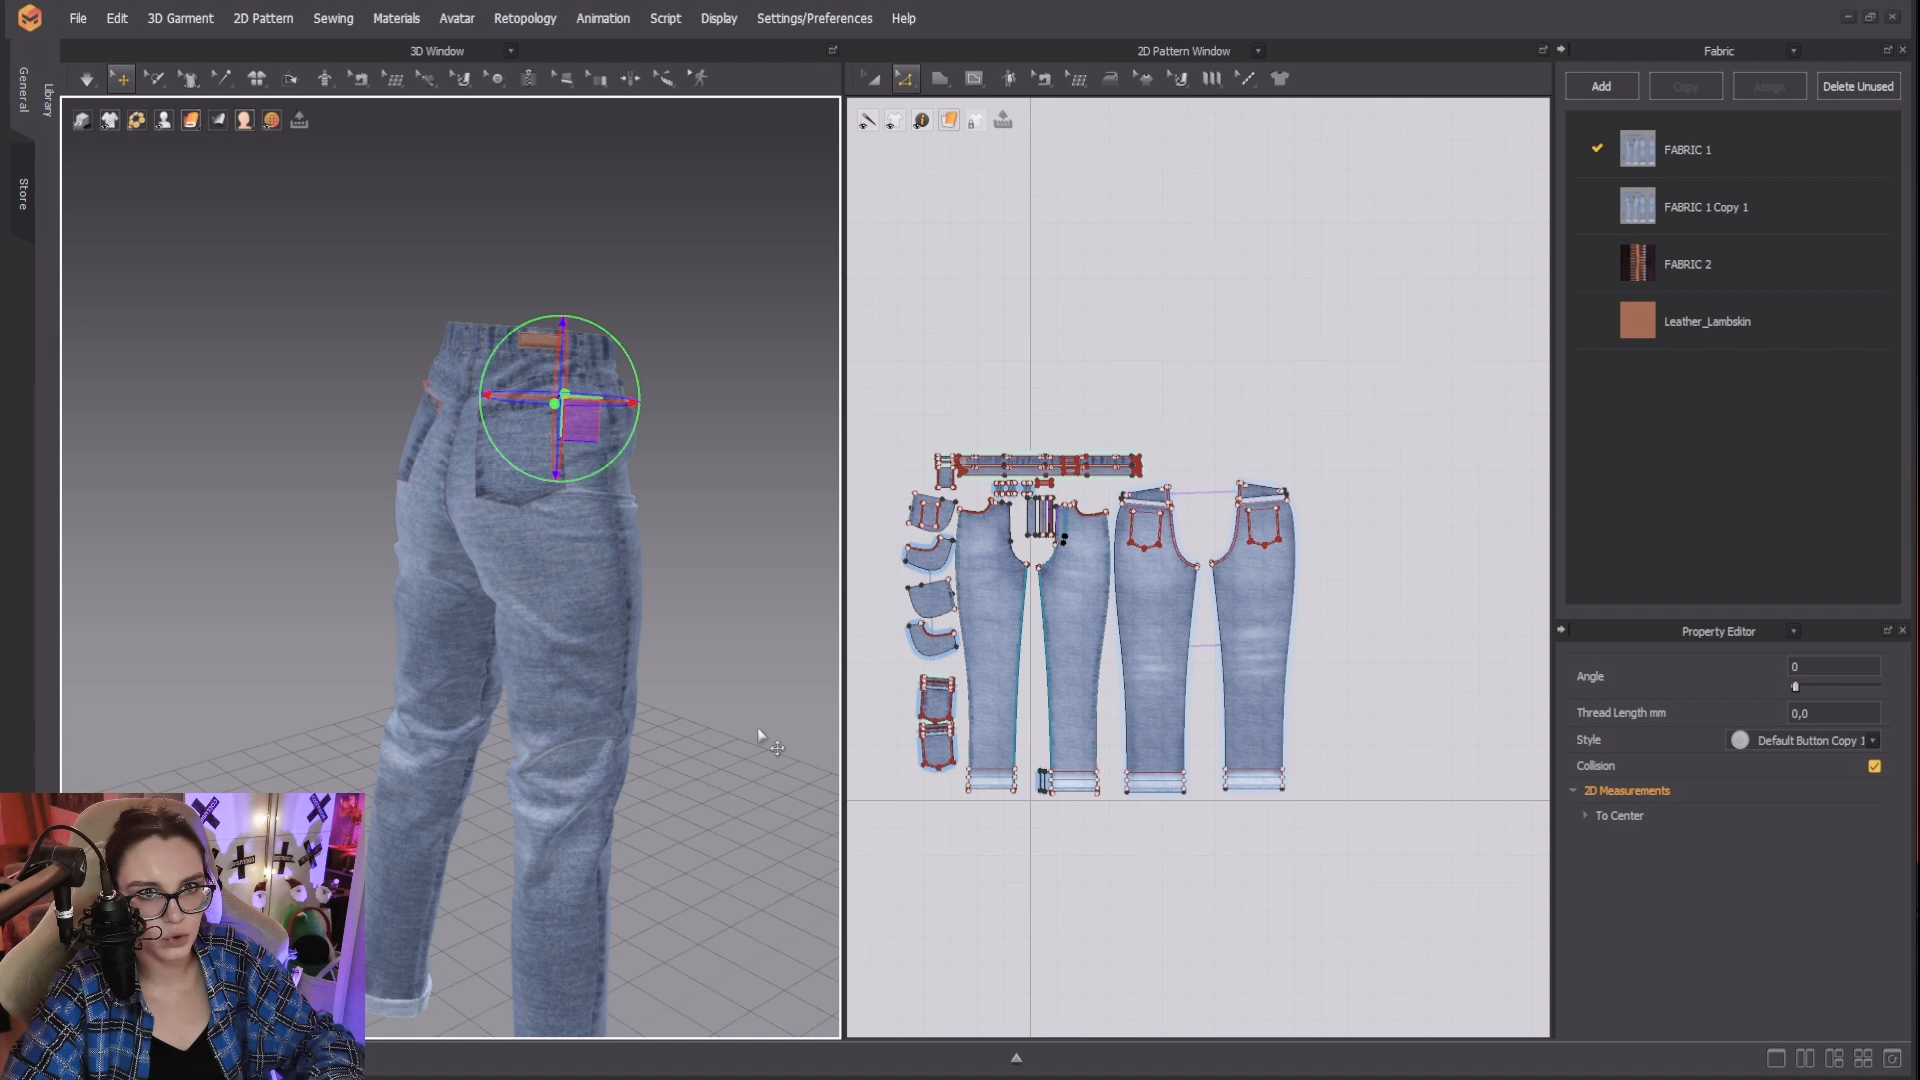 File Edit 3D Garment 2D Pattern Sewing Materials Avatar Retopology Animation Script Display Settings/Preferences Help
3D Window
2D Pattern Window
Fabric
General
Library
Store
Add Copy Assign Delete Unused
FABRIC 1
FABRIC 1 Copy 1
FABRIC 2
Leather_Lambskin
Property Editor
Angle 0
Thread Length mm 0,0
Style Default Button Copy 1
Collision
2D Measurements
To Center